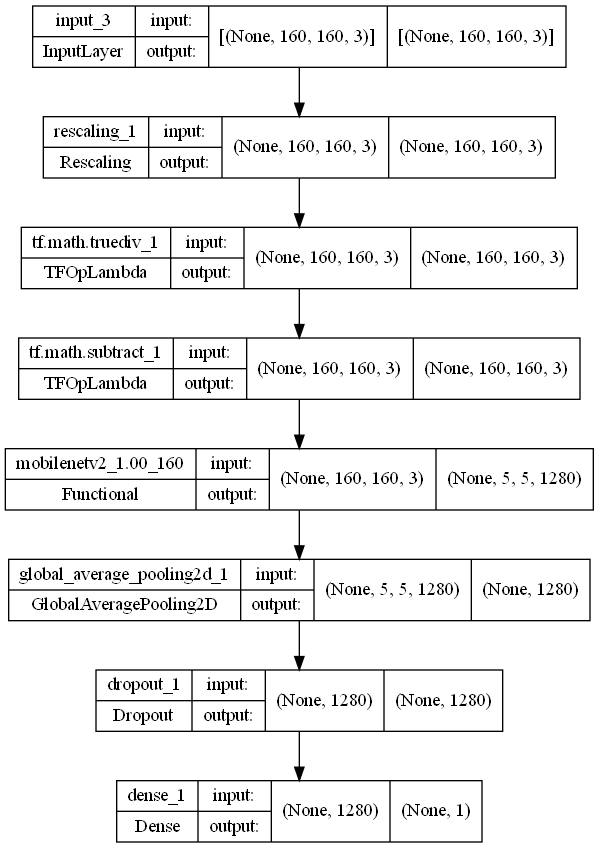 input_3 input: [(None, 160, 160, 3)] [(None, 160, 160, 3)]
InputLayer output:
rescaling_1 input: (None, 160, 160, 3) (None, 160, 160, 3)
Rescaling output:
tf.math.truediv_1 input: (None, 160, 160, 3) (None, 160, 160, 3)
TFOpLambda output:
tf.math.subtract_1 input: (None, 160, 160, 3) (None, 160, 160, 3)
TFOpLambda output:
mobilenetv2_1.00_160 input: (None, 160, 160, 3) (None, 5, 5, 1280)
Functional output:
global_average_pooling2d_1 input: (None, 5, 5, 1280) (None, 1280)
GlobalAveragePooling2D output:
dropout_1 input: (None, 1280) (None, 1280)
Dropout output:
dense_1 input: (None, 1280) (None, 1)
Dense output: